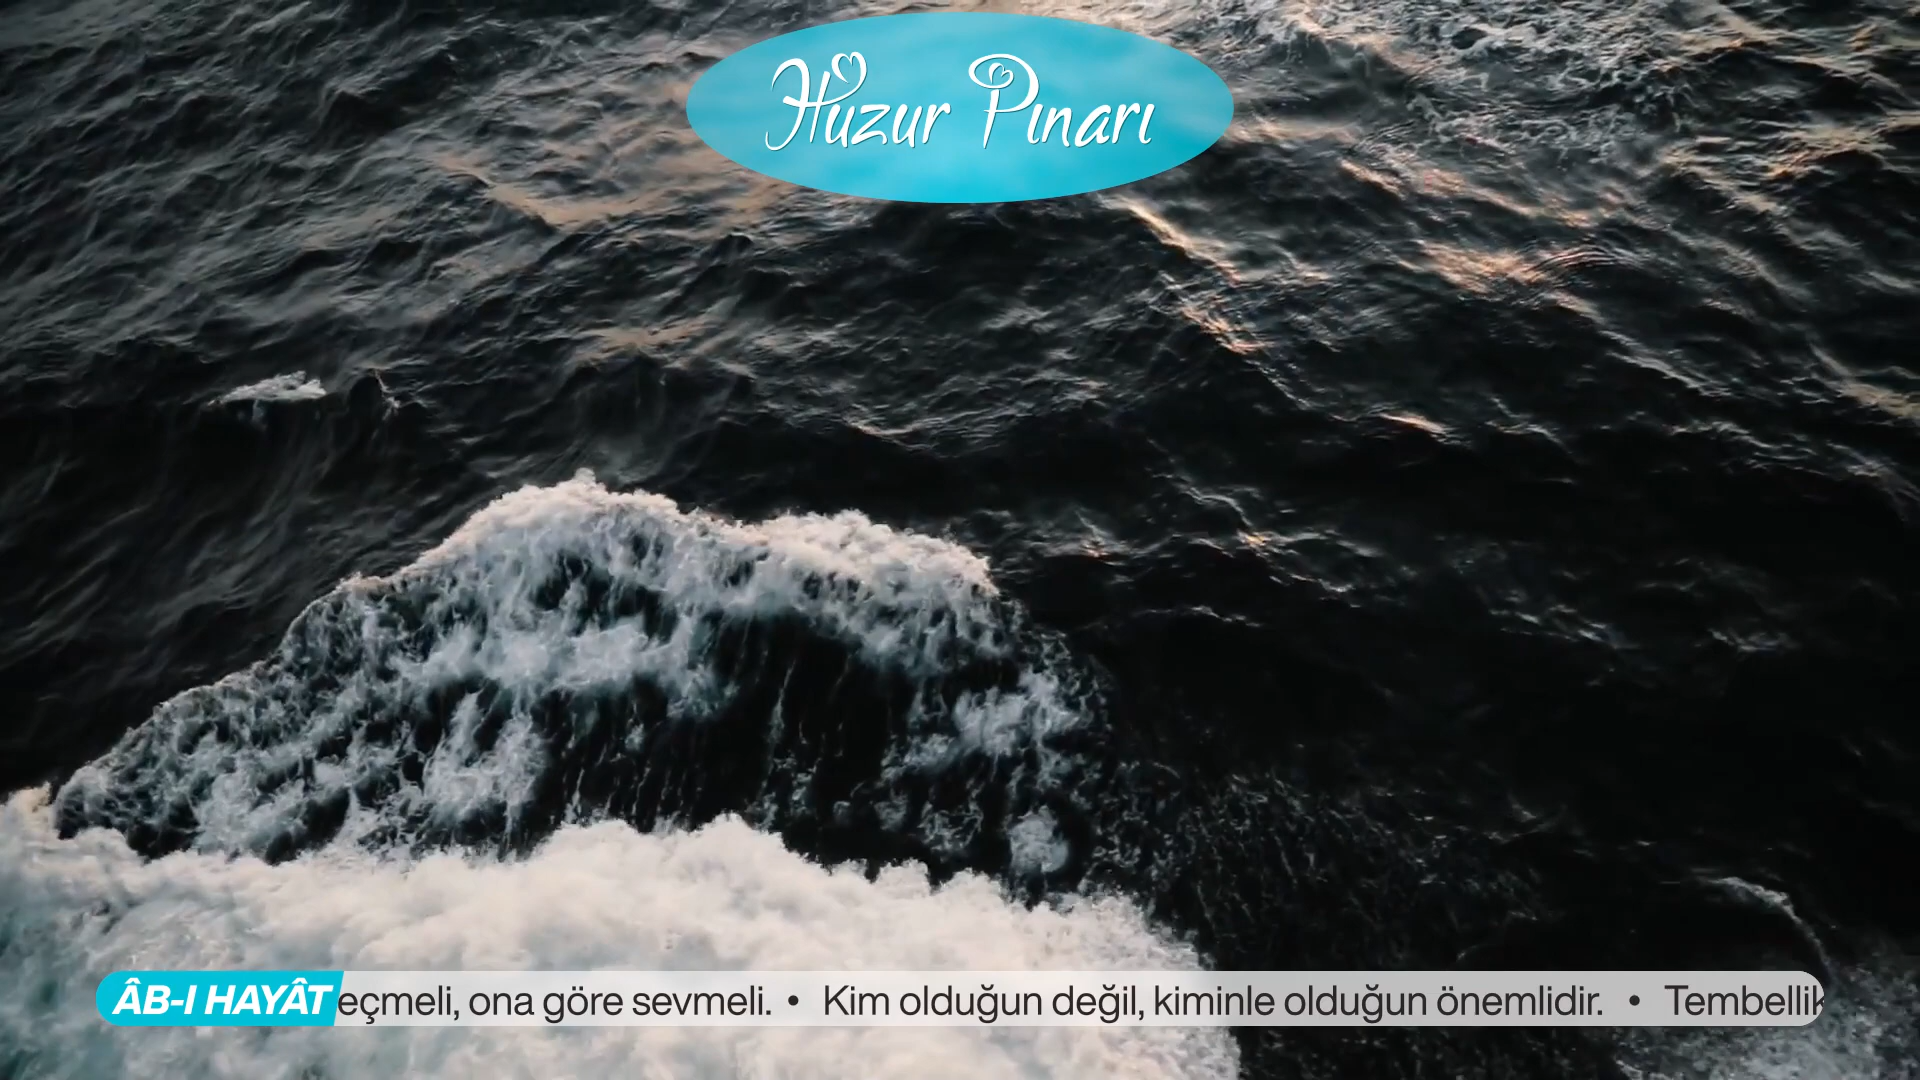 Huzur Pınarı
ÂB-I HAYÂT eçmeli, ona göre sevmeli. • Kim olduğun değil, kiminle olduğun önemlidir. • Tembellik